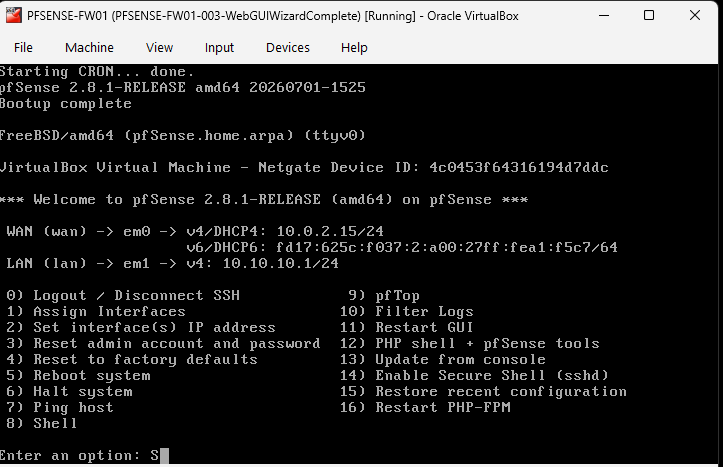 PFSENSE-FW01 (PFSENSE-FW01-003-WebGUIWizardComplete) [Running] - Oracle VirtualBox
File Machine View Input Devices Help
Starting CRON... done.
pfSense 2.8.1-RELEASE amd64 20260701-1525
Bootup complete
FreeBSD/amd64 (pfSense.home.arpa) (ttyv0)
VirtualBox Virtual Machine - Netgate Device ID: 4c0453f64316194d7ddc
*** Welcome to pfSense 2.8.1-RELEASE (amd64) on pfSense ***
WAN (wan) -> em0 -> v4/DHCP4: 10.0.2.15/24
v6/DHCP6: fd17:625c:f037:2:a00:27ff:fea1:f5c7/64
LAN (lan) -> em1 -> v4: 10.10.10.1/24
0) Logout / Disconnect SSH 9) pfTop
1) Assign Interfaces 10) Filter Logs
2) Set interface(s) IP address 11) Restart GUI
3) Reset admin account and password 12) PHP shell + pfSense tools
4) Reset to factory defaults 13) Update from console
5) Reboot system 14) Enable Secure Shell (sshd)
6) Halt system 15) Restore recent configuration
7) Ping host 16) Restart PHP-FPM
8) Shell
Enter an option: S